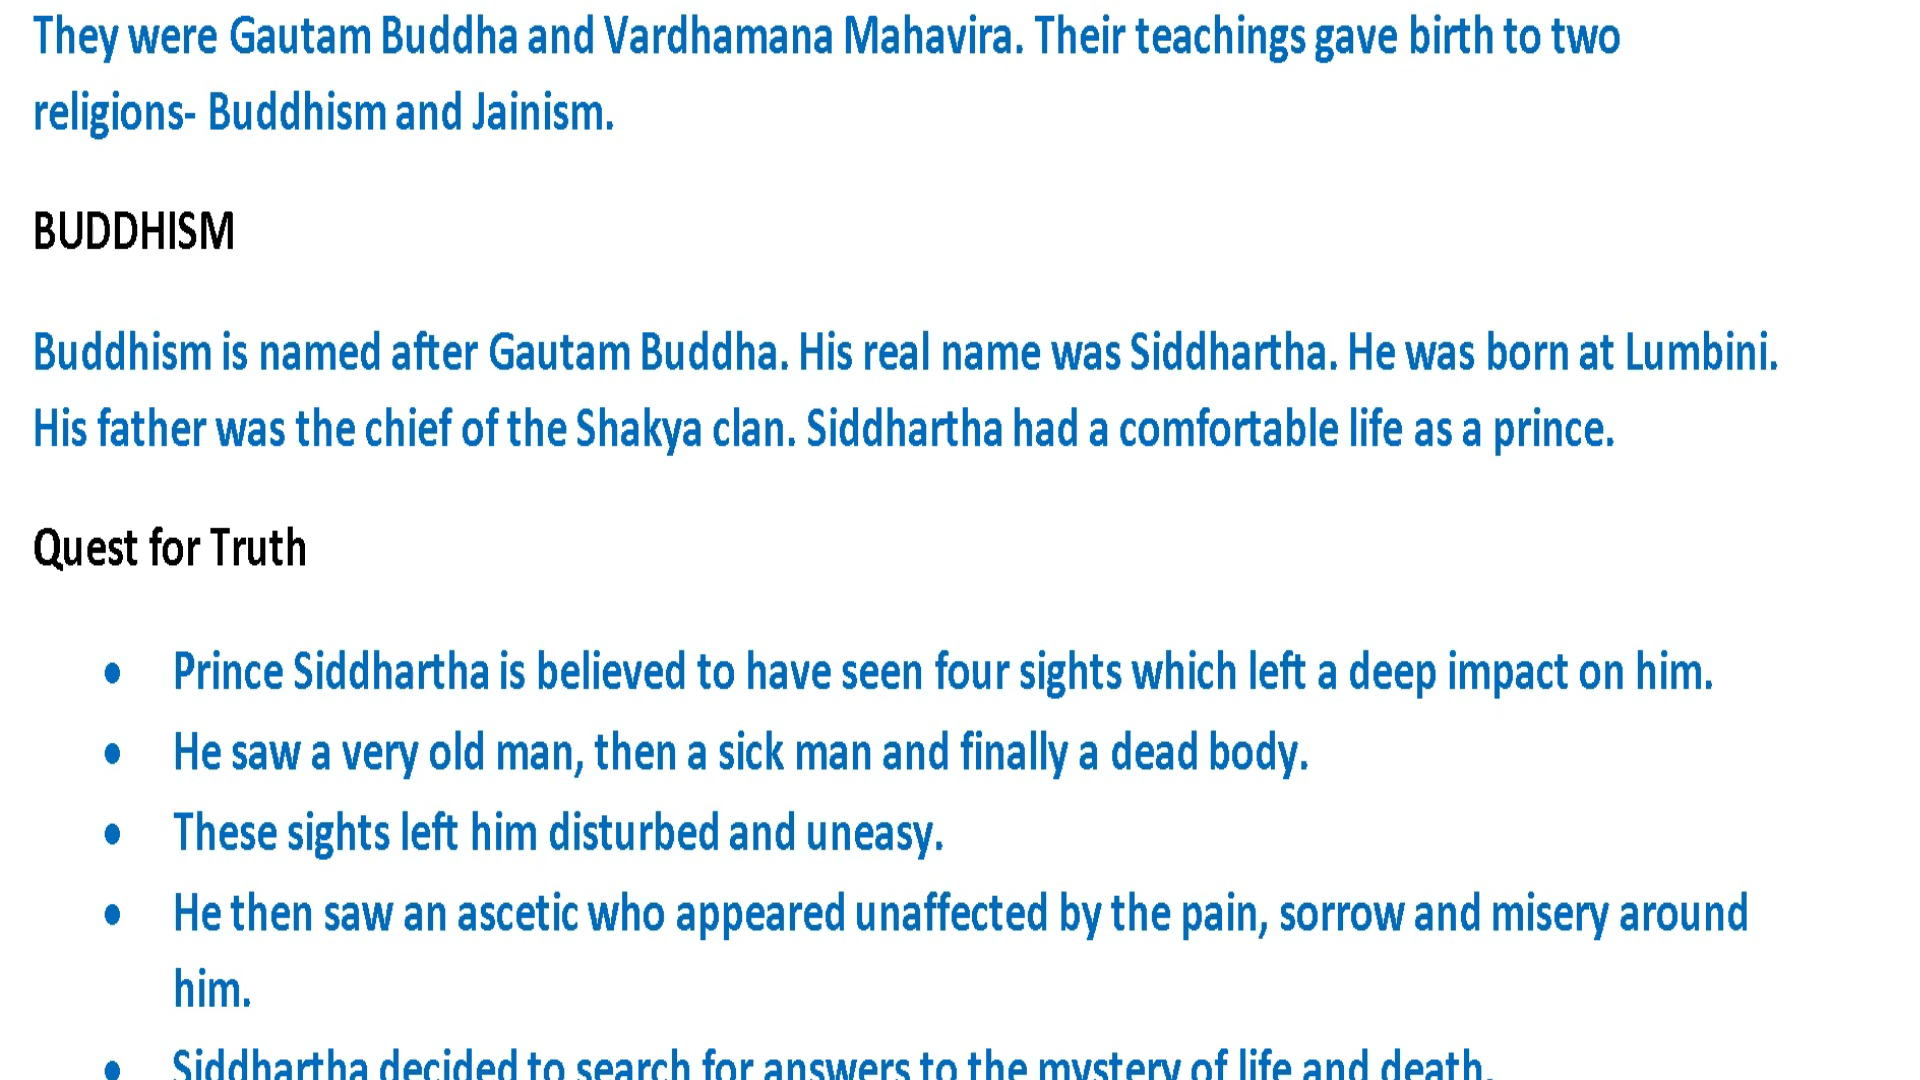 They were Gautam Buddha and Vardhamana Mahavira. Their teachings gave birth to two
religions- Buddhism and Jainism.
BUDDHISM
Buddhism is named after Gautam Buddha. His real name was Siddhartha. He was born at Lumbini.
His father was the chief of the Shakya clan. Siddhartha had a comfortable life as a prince.
Quest for Truth
• Prince Siddhartha is believed to have seen four sights which left a deep impact on him.
• He saw a very old man, then a sick man and finally a dead body.
• These sights left him disturbed and uneasy.
• He then saw an ascetic who appeared unaffected by the pain, sorrow and misery around
him.
• Siddhartha decided to search for answers to the mystery of life and death.